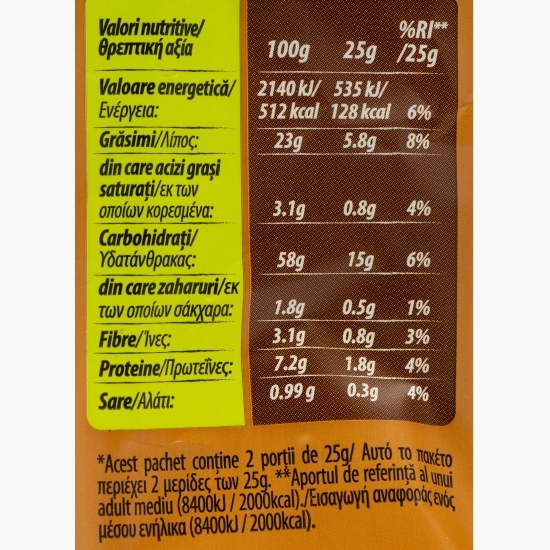 Valori nutritive/
θρεπτική αξία
100g 25g %RI** /25g
Valoare energetică/
Ενέργεια:
2140 kJ/ 535 kJ/
512 kcal 128 kcal 6%
Grăsimi/Λίπος: 23g 5.8g 8%
din care acizi grași
saturați/εκ των
οποίων κορεσμένα: 3.1g 0.8g 4%
Carbohidrați/
Υδατάνθρακας: 58g 15g 6%
din care zaharuri/εκ
των οποίων σάκχαρα: 1.8g 0.5g 1%
Fibre/Ίνες: 3.1g 0.8g 3%
Proteine/Πρωτεΐνες: 7.2g 1.8g 4%
Sare/Αλάτι: 0.99 g 0.3g 4%
*Acest pachet conține 2 porții de 25g/ Αυτό το πακέτο
περιέχει 2 μερίδες των 25g. **Aportul de referință al unui
adult mediu (8400kJ / 2000kcal)./Εισαγωγή αναφοράς ενός
μέσου ενήλικα (8400kJ / 2000kcal).